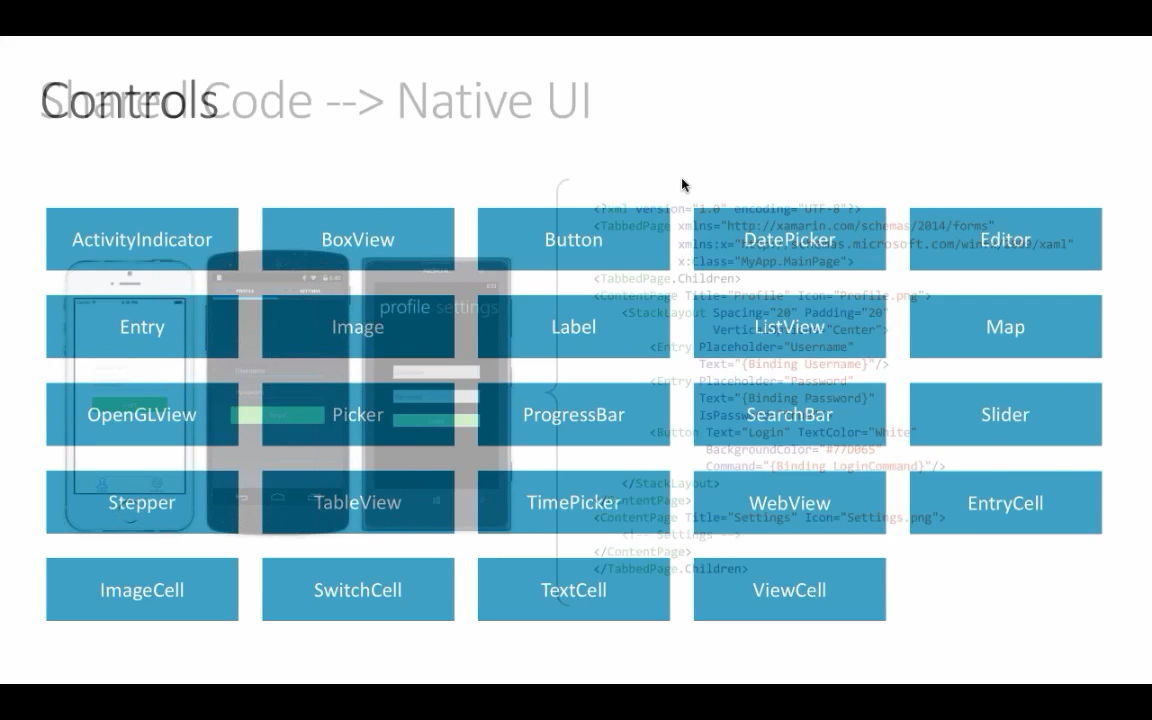 Controls
Shared Code --> Native UI
ActivityIndicator
BoxView
Button
DatePicker
Editor
Entry
Image
Label
ListView
Map
OpenGLView
Picker
ProgressBar
SearchBar
Slider
Stepper
TableView
TimePicker
WebView
EntryCell
ImageCell
SwitchCell
TextCell
ViewCell
profile settings
<?xml version="1.0" encoding="UTF-8"?>
<TabbedPage xmlns="http://xamarin.com/schemas/2014/forms"
x:Class="MyApp.MainPage">
<TabbedPage.Children>
<ContentPage Title="Profile" Icon="Profile.png">
<StackLayout Spacing="20" Padding="20"
<Entry Placeholder="Username"
Text="{Binding Username}"/>
<Entry Placeholder="Password"
Text="{Binding Password}"
<Button Text="Login" TextColor="White"
BackgroundColor="#77D065"
Command="{Binding LoginCommand}"/>
</StackLayout>
</ContentPage>
<ContentPage Title="Settings" Icon="Settings.png">
<!-- Settings -->
</ContentPage>
</TabbedPage.Children>